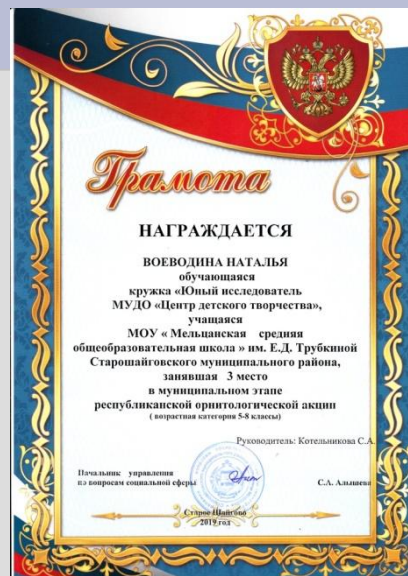 Грамота
НАГРАЖДАЕТСЯ
ВОЕВОДИНА НАТАЛЬЯ
обучающаяся
кружка «Юный исследователь
МУДО «Центр детского творчества»,
учащаяся
МОУ « Мельцанская средняя
общеобразовательная школа » им. Е.Д. Трубкиной
Старошайговского муниципального района,
занявшая 3 место
в муниципальном этапе
республиканской орнитологической акции
( возрастная категория 5-8 классы)
Руководитель: Котельникова С.А.
Начальник управления
по вопросам социальной сферы
С.А.
Старое Шайгово
2019 год